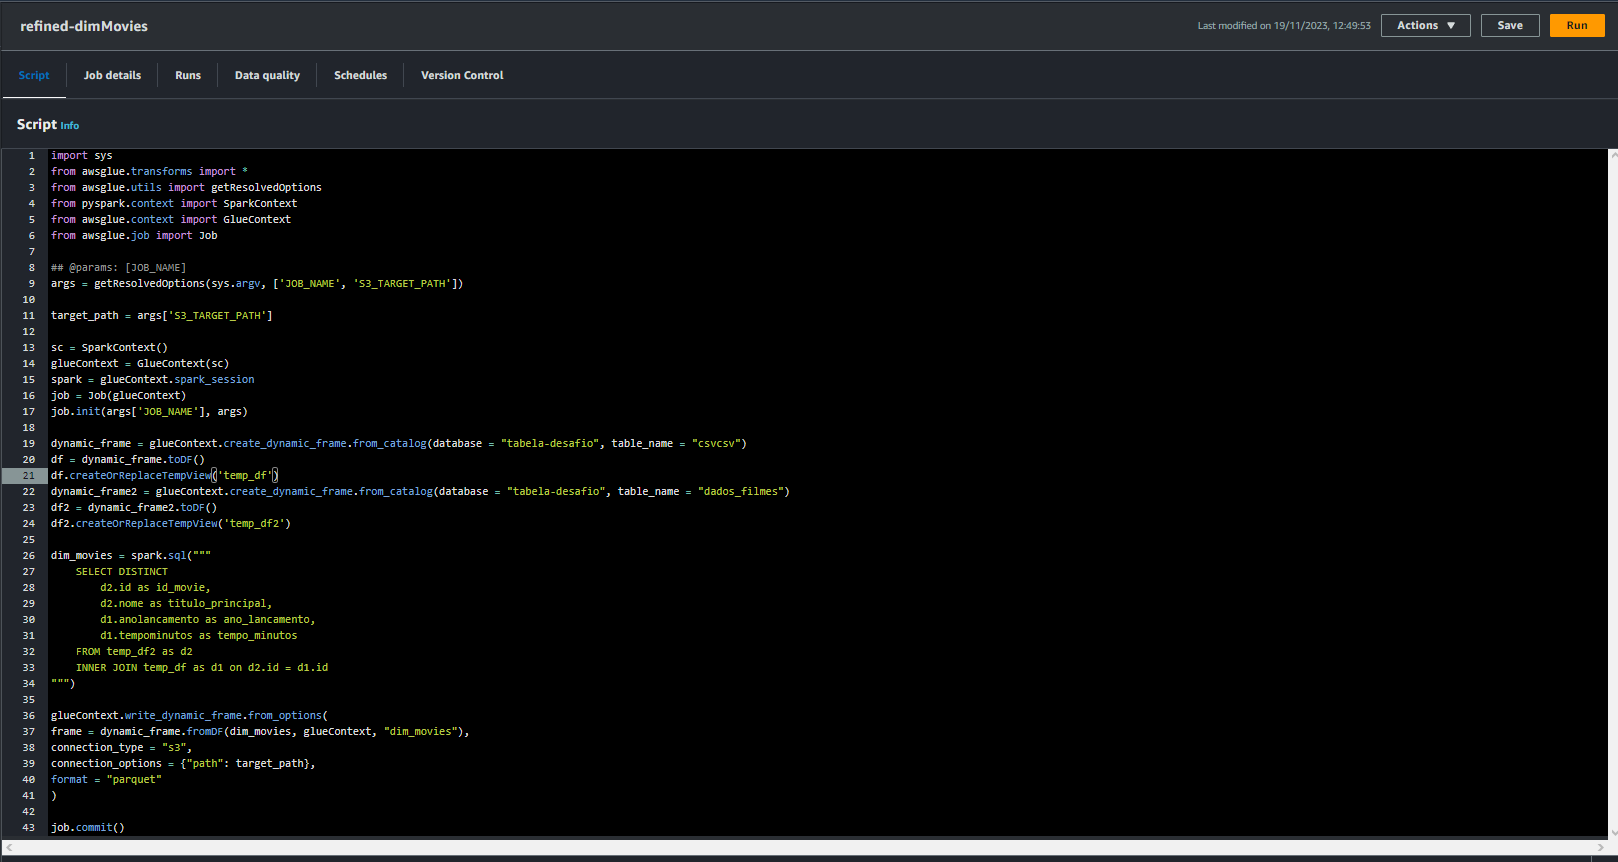 refined-dimMovies
Last modified on 19/11/2023, 12:49:53
Actions ▼
Save
Run
Script
Job details
Runs
Data quality
Schedules
Version Control
Script Info
1 import sys
2 from awsglue.transforms import *
3 from awsglue.utils import getResolvedOptions
4 from pyspark.context import SparkContext
5 from awsglue.context import GlueContext
6 from awsglue.job import Job
7
8 ## @params: [JOB_NAME]
9 args = getResolvedOptions(sys.argv, ['JOB_NAME', 'S3_TARGET_PATH'])
10
11 target_path = args['S3_TARGET_PATH']
12
13 sc = SparkContext()
14 glueContext = GlueContext(sc)
15 spark = glueContext.spark_session
16 job = Job(glueContext)
17 job.init(args['JOB_NAME'], args)
18
19 dynamic_frame = glueContext.create_dynamic_frame.from_catalog(database = "tabela-desafio", table_name = "csvcsv")
20 df = dynamic_frame.toDF()
21 df.createOrReplaceTempView('temp_df')
22 dynamic_frame2 = glueContext.create_dynamic_frame.from_catalog(database = "tabela-desafio", table_name = "dados_filmes")
23 df2 = dynamic_frame2.toDF()
24 df2.createOrReplaceTempView('temp_df2')
25
26 dim_movies = spark.sql("""
27     SELECT DISTINCT
28         d2.id as id_movie,
29         d2.nome as titulo_principal,
30         d1.anolancamento as ano_lancamento,
31         d1.tempominutos as tempo_minutos
32     FROM temp_df2 as d2
33     INNER JOIN temp_df as d1 on d2.id = d1.id
34 """)
35
36 glueContext.write_dynamic_frame.from_options(
37 frame = dynamic_frame.fromDF(dim_movies, glueContext, "dim_movies"),
38 connection_type = "s3",
39 connection_options = {"path": target_path},
40 format = "parquet"
41 )
42
43 job.commit()